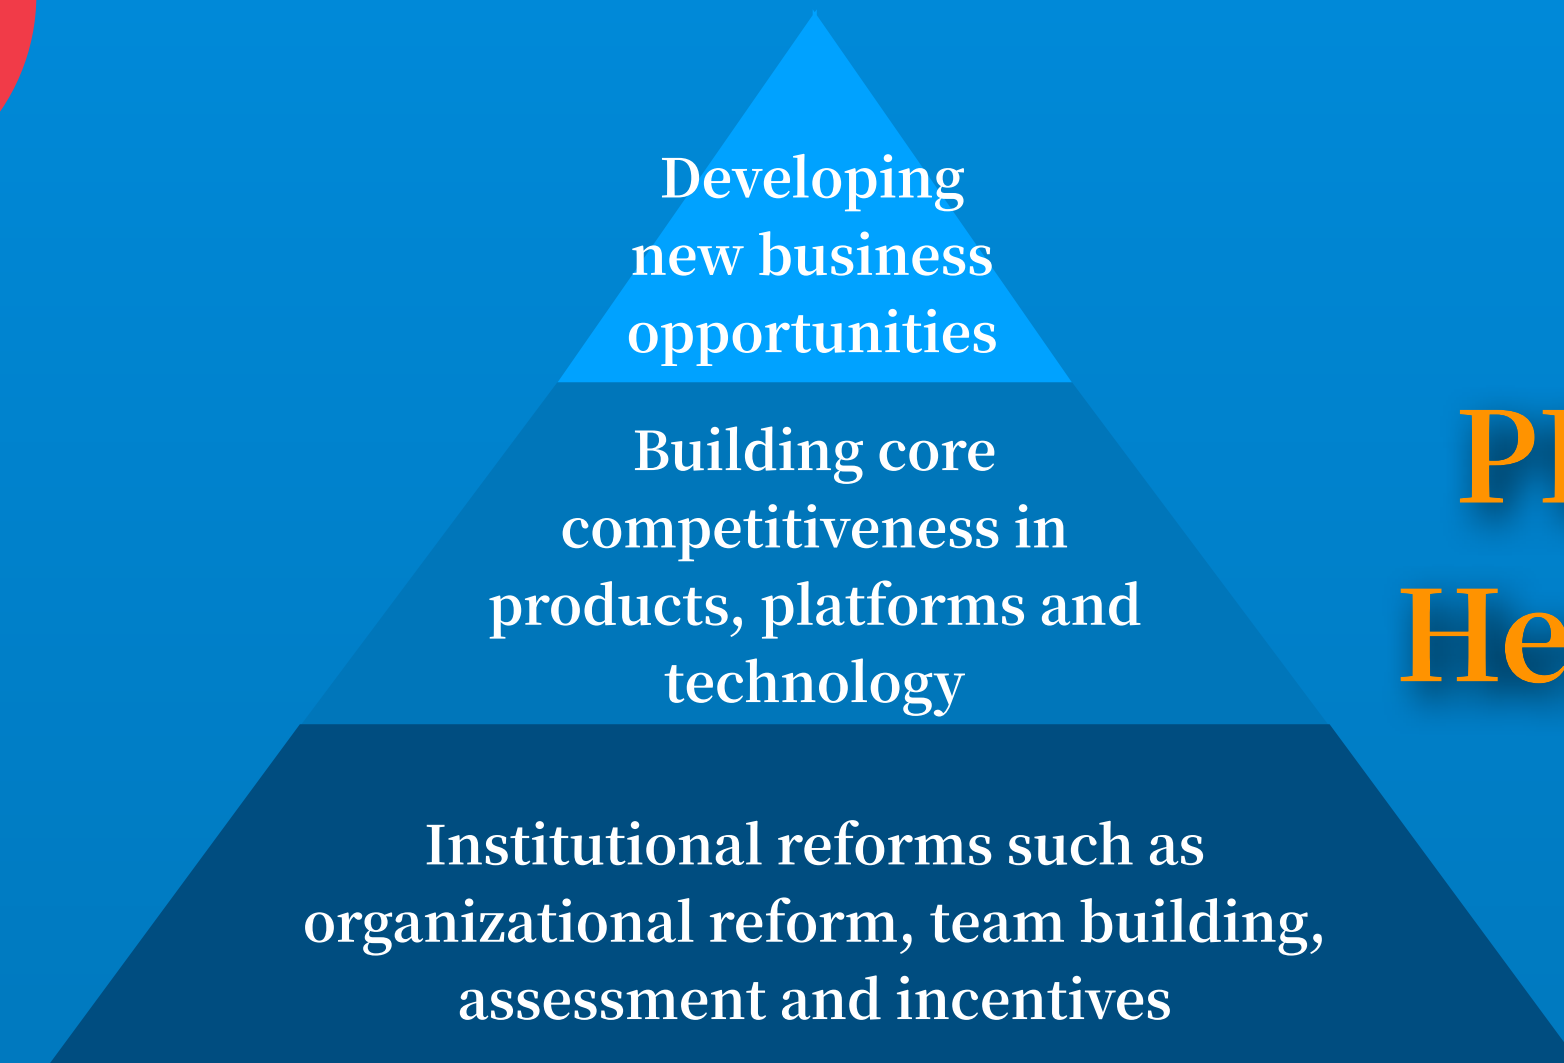 Developing
new business
opportunities
Building core
competitiveness in
products, platforms and
technology
Institutional reforms such as
organizational reform, team building,
assessment and incentives